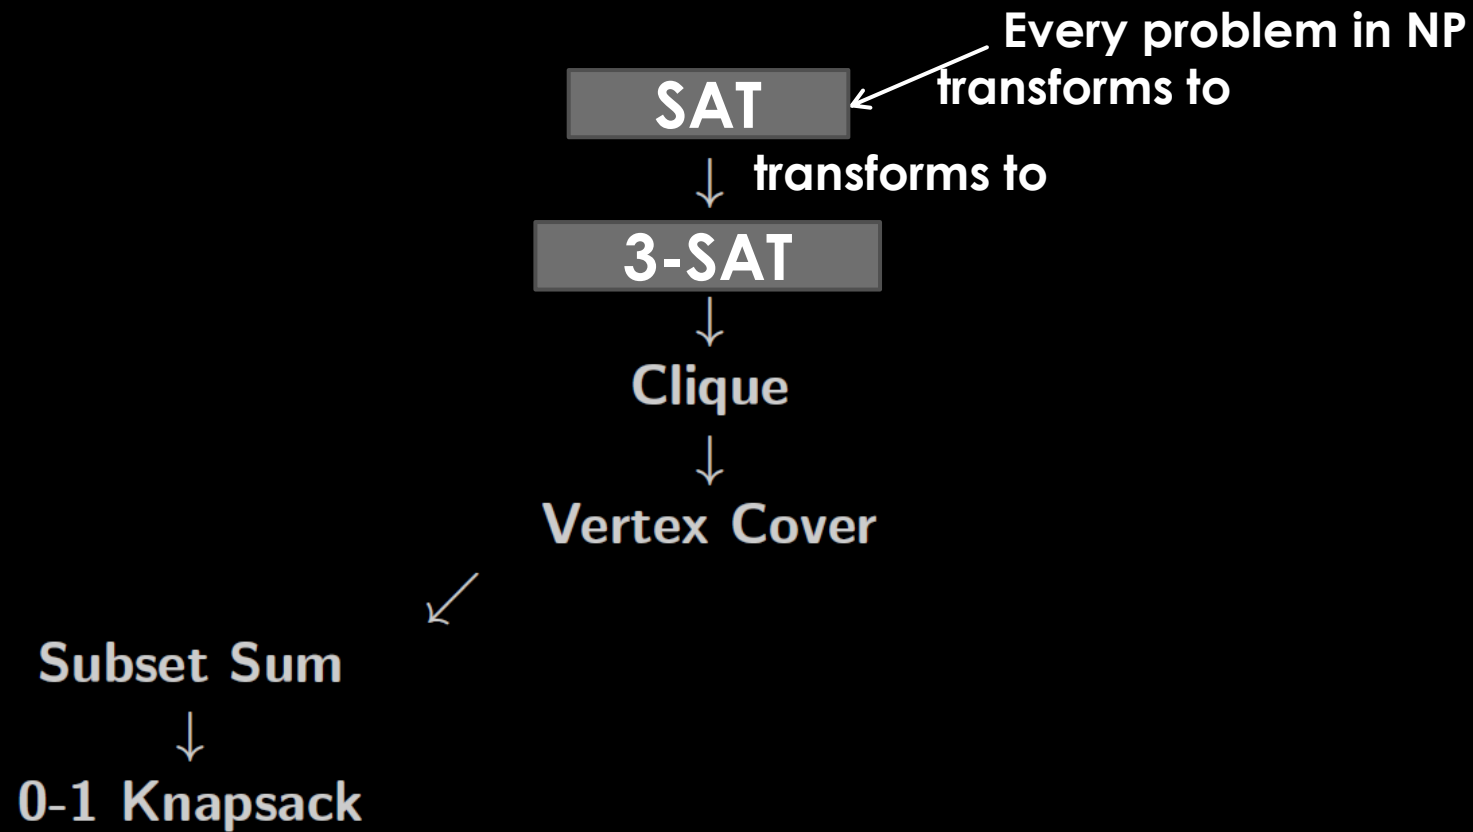 Every problem in NP
transforms to
SAT
transforms to
3-SAT
Clique
Vertex Cover
Subset Sum
0-1 Knapsack